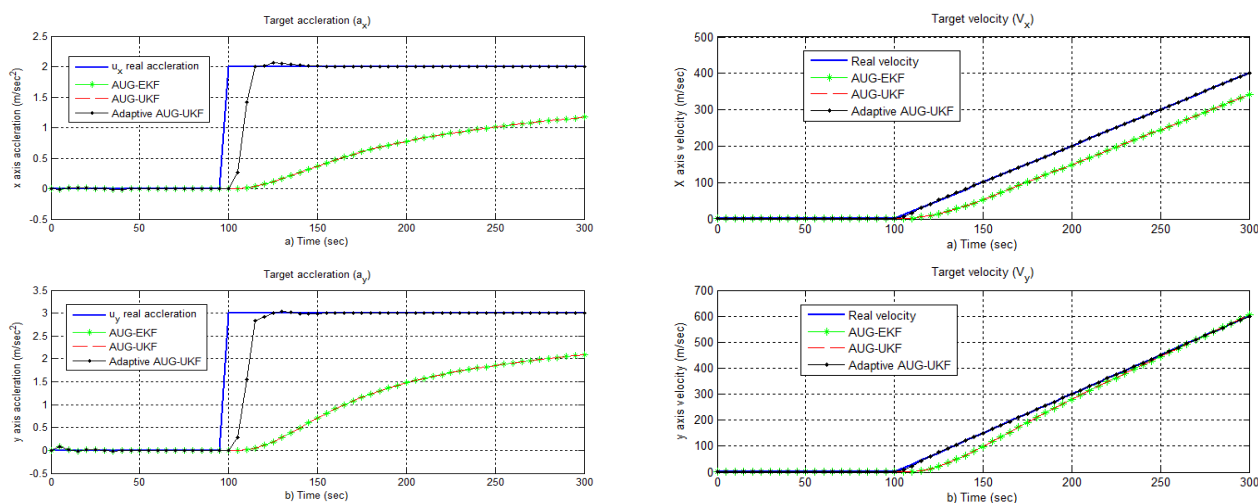 Target accleration (a_x)
2.5
2
1.5
1
0.5
0
-0.5
x axis accleration (m/sec²)
u_x real accleration
AUG-EKF
AUG-UKF
Adaptive AUG-UKF
0 50 100 150 200 250 300
a) Time (sec)
Target accleration (a_y)
3.5
3
2.5
2
1.5
1
0.5
0
-0.5
y axis accleration (m/sec²)
u_y real accleration
AUG-EKF
AUG-UKF
Adaptive AUG-UKF
0 50 100 150 200 250 300
b) Time (sec)
Target velocity (V_x)
500
400
300
200
100
0
X axis velocity (m/sec)
Real velocity
AUG-EKF
AUG-UKF
Adaptive AUG-UKF
0 50 100 150 200 250 300
a) Time (sec)
Target velocity (V_y)
700
600
500
400
300
200
100
0
y axis velocity (m/sec)
Real velocity
AUG-EKF
AUG-UKF
Adaptive AUG-UKF
0 50 100 150 200 250 300
b) Time (sec)